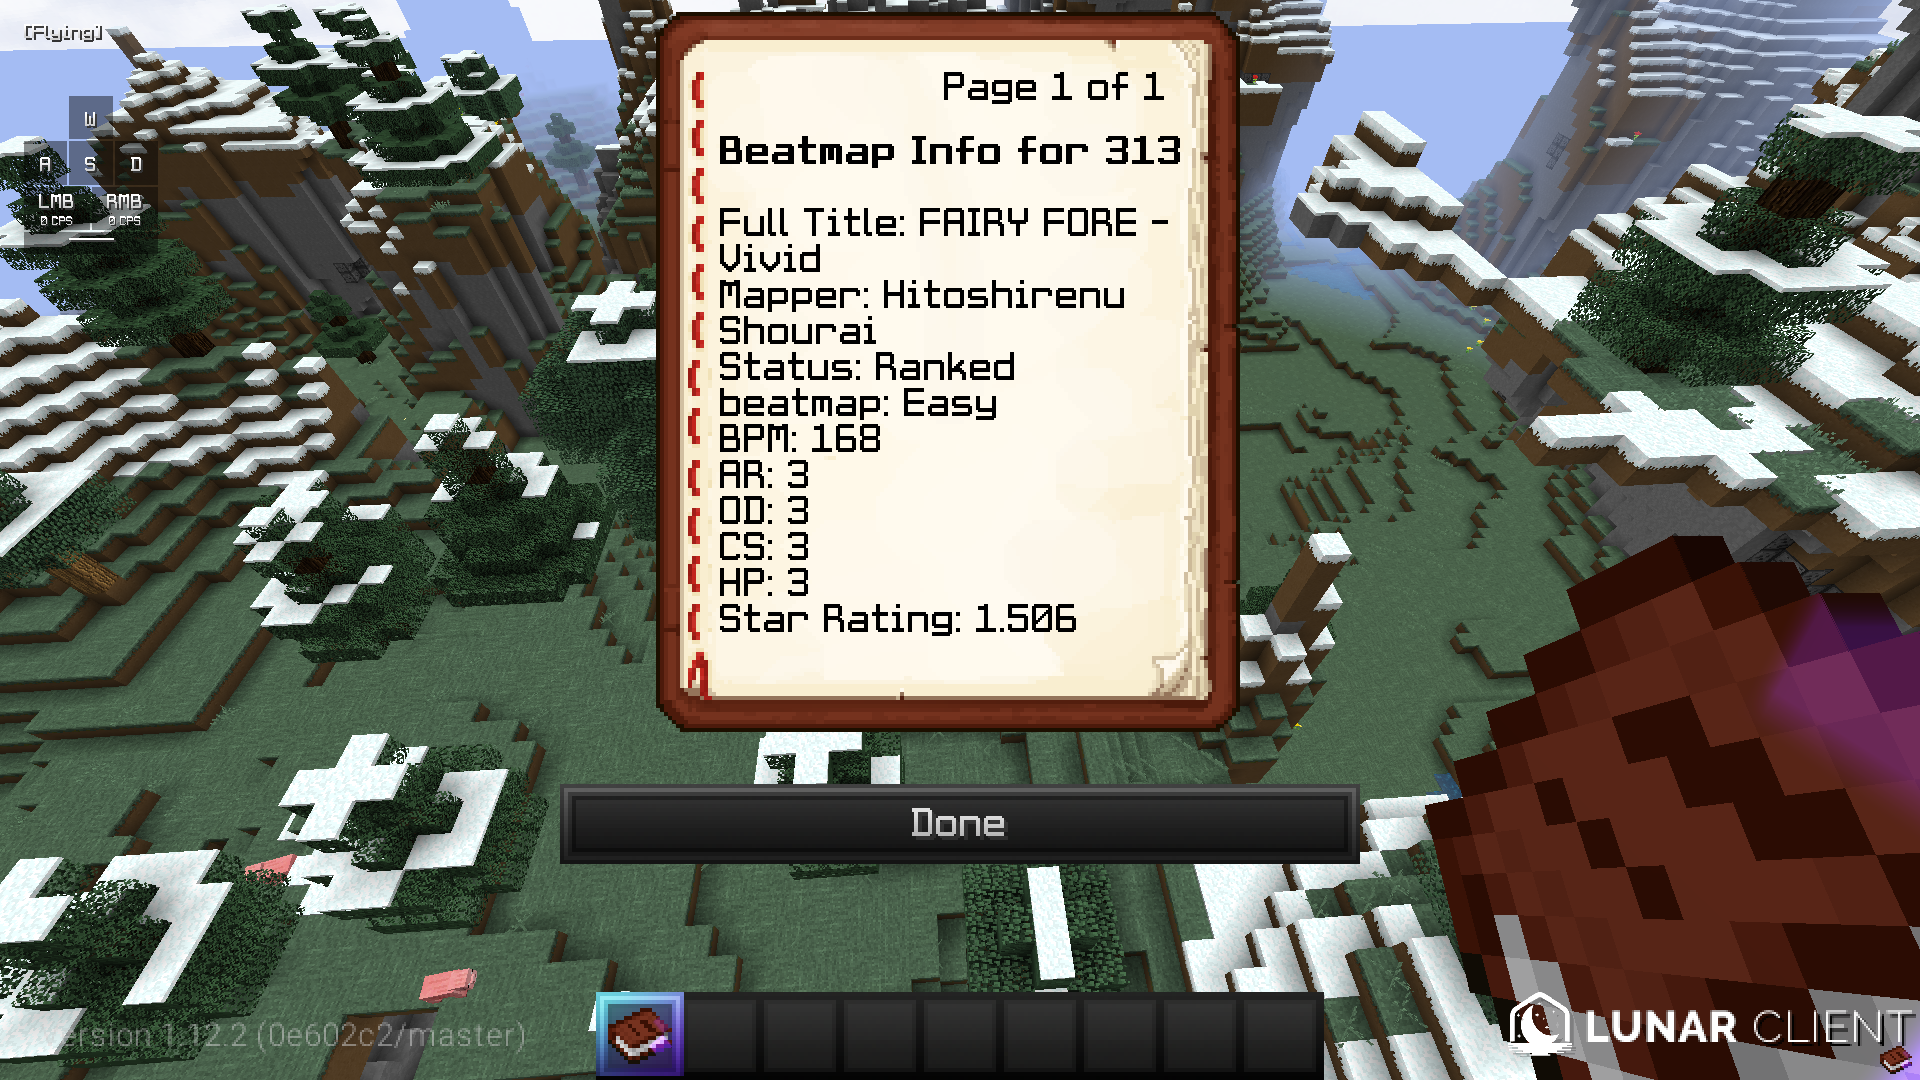 [Flying]
W
A S D
LMB RMB
0 CPS 0 CPS
Page 1 of 1
Beatmap Info for 313
Full Title: FAIRY FORE -
Vivid
Mapper: Hitoshirenu
Shourai
Status: Ranked
beatmap: Easy
BPM: 168
AR: 3
OD: 3
CS: 3
HP: 3
Star Rating: 1.506
Done
version 1.12.2 (0e602c2/master)
LUNAR CLIENT